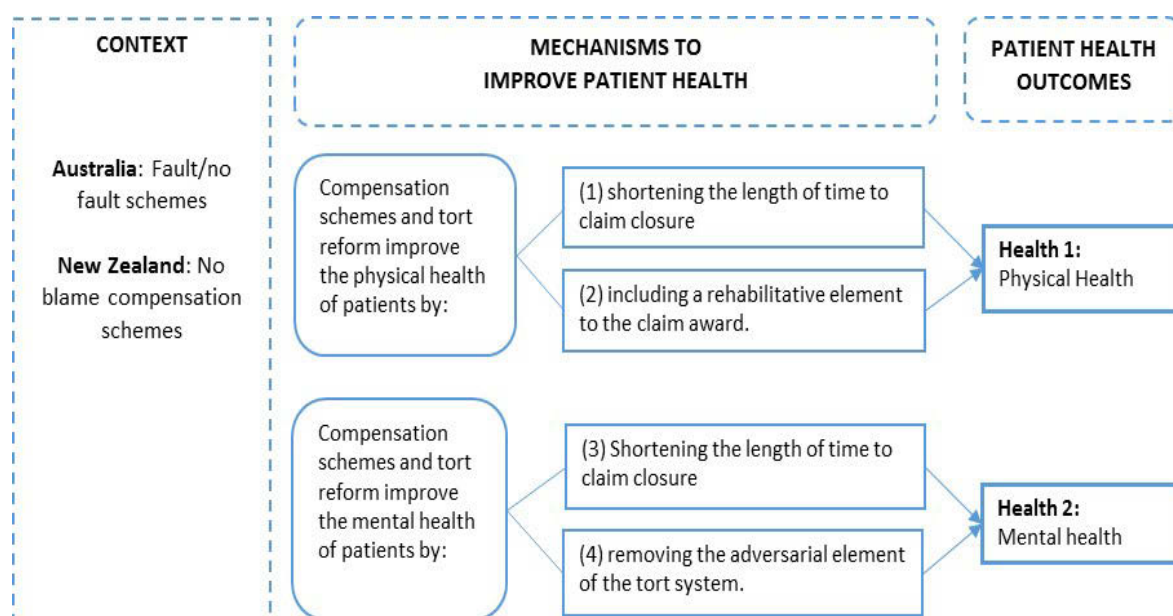 CONTEXT
Australia: Fault/no
fault schemes
New Zealand: No
blame compensation
schemes
MECHANISMS TO
IMPROVE PATIENT HEALTH
PATIENT HEALTH
OUTCOMES
Compensation
schemes and tort
reform improve
the physical health
of patients by:
(1) shortening the length of time to
claim closure
(2) including a rehabilitative element
to the claim award.
Health 1:
Physical Health
Compensation
schemes and tort
reform improve
the mental health
of patients by:
(3) Shortening the length of time to
claim closure
(4) removing the adversarial element
of the tort system.
Health 2:
Mental health